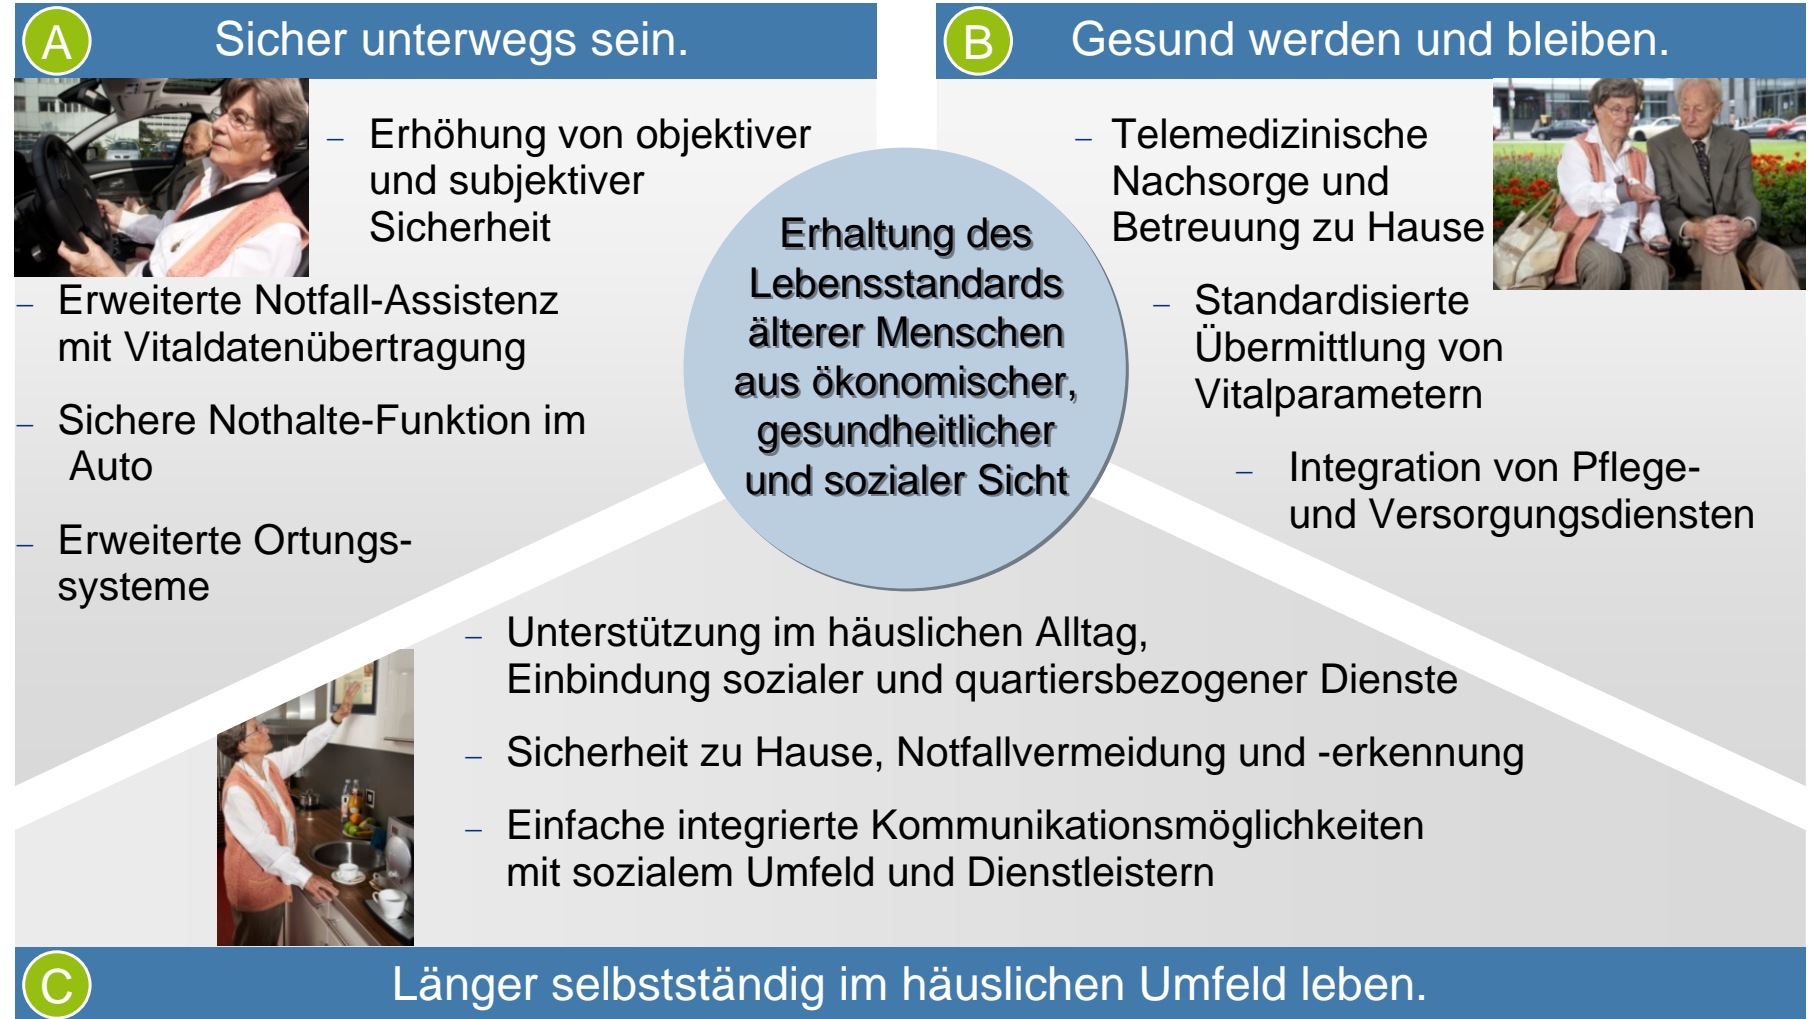 A
Sicher unterwegs sein.
– Erhöhung von objektiver
und subjektiver
Sicherheit
– Erweiterte Notfall-Assistenz
mit Vitaldatenübertragung
– Sichere Nothalte-Funktion im
Auto
– Erweiterte Ortungs-
systeme
B
Gesund werden und bleiben.
– Telemedizinische
Nachsorge und
Betreuung zu Hause
– Standardisierte
Übermittlung von
Vitalparametern
– Integration von Pflege-
und Versorgungsdiensten
Erhaltung des
Lebensstandards
älterer Menschen
aus ökonomischer,
gesundheitlicher
und sozialer Sicht
– Unterstützung im häuslichen Alltag,
Einbindung sozialer und quartiersbezogener Dienste
– Sicherheit zu Hause, Notfallvermeidung und -erkennung
– Einfache integrierte Kommunikationsmöglichkeiten
mit sozialem Umfeld und Dienstleistern
C
Länger selbstständig im häuslichen Umfeld leben.